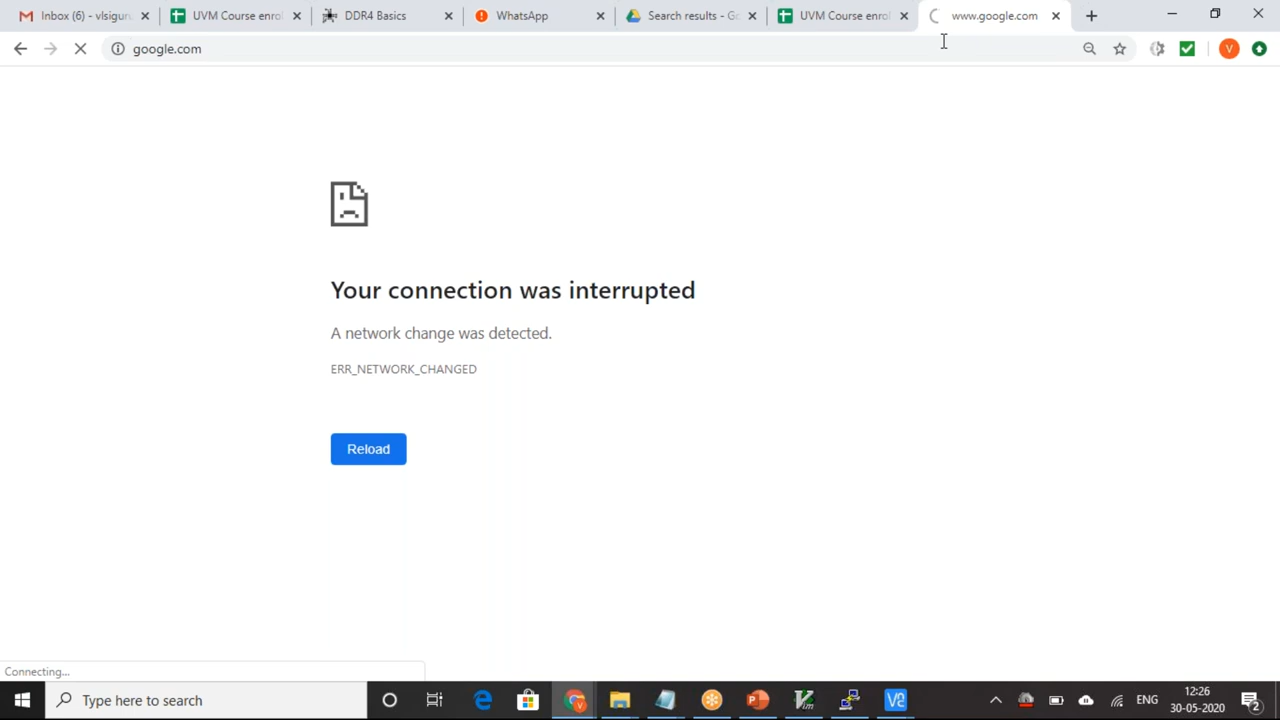 Inbox (6) - vlsigur
UVM Course enrol
DDR4 Basics
WhatsApp
Search results - Go
UVM Course enrol
www.google.com
google.com
V
Your connection was interrupted
A network change was detected.
ERR_NETWORK_CHANGED
Reload
Connecting...
Type here to search
ENG
12:26
30-05-2020
2